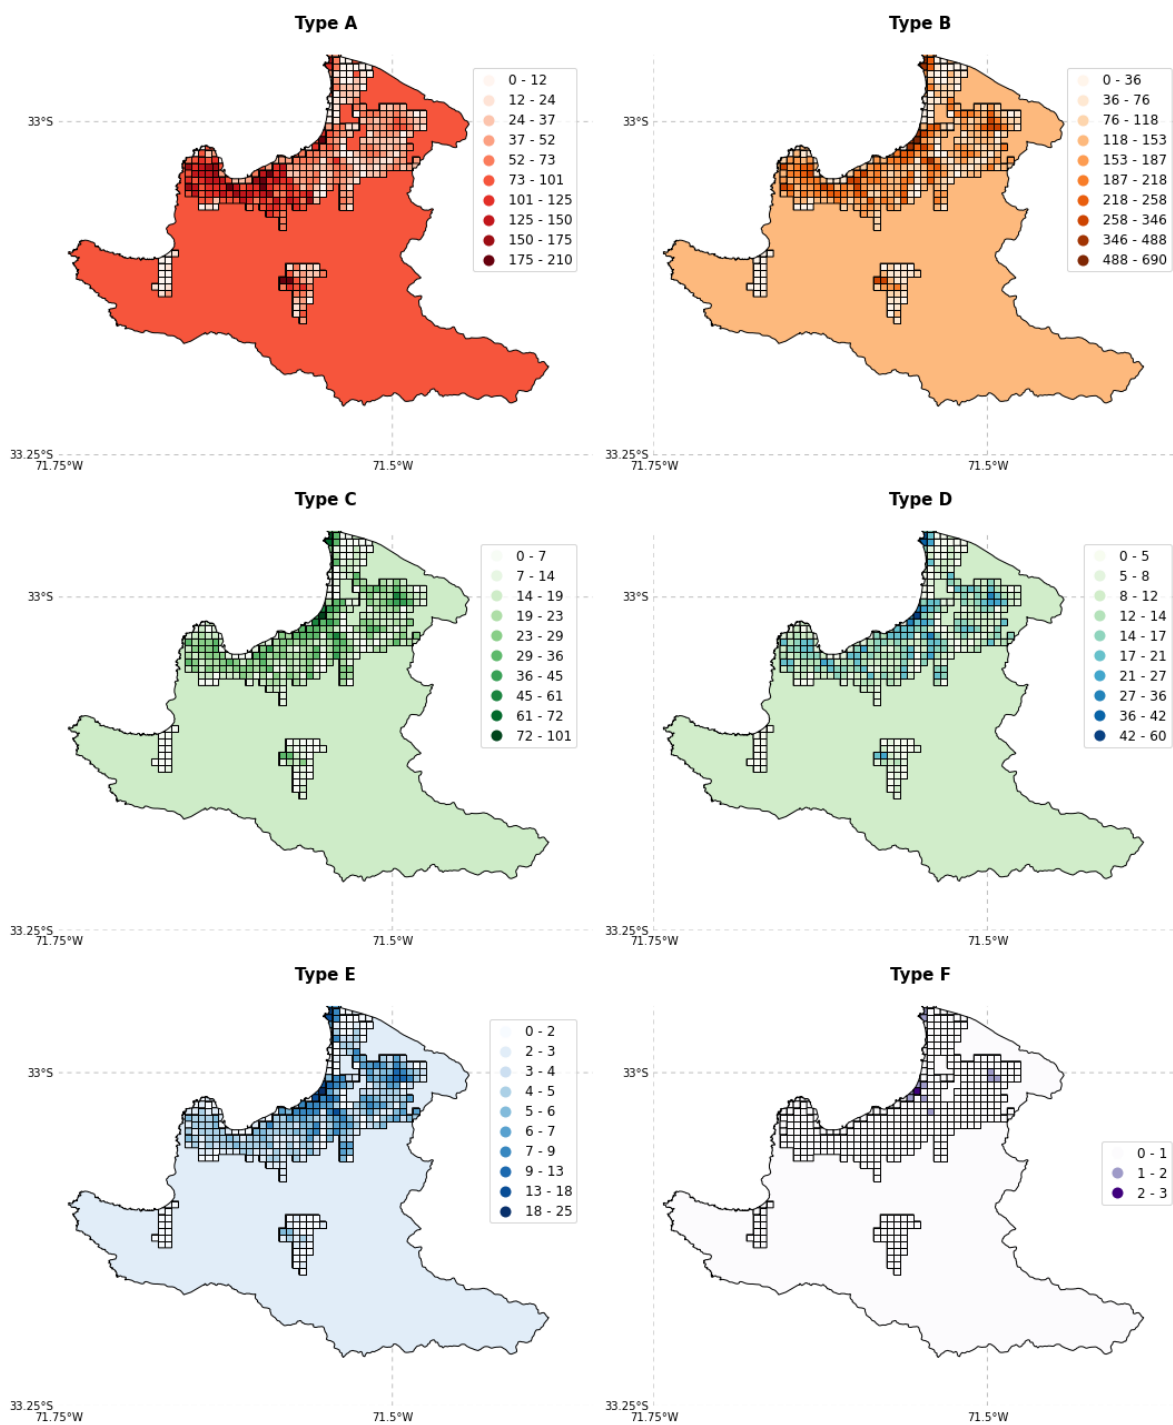 Type A
Type B
0 - 12
12 - 24
24 - 37
37 - 52
52 - 73
73 - 101
101 - 125
125 - 150
150 - 175
175 - 210
0 - 36
36 - 76
76 - 118
118 - 153
153 - 187
187 - 218
218 - 258
258 - 346
346 - 488
488 - 690
33°S
33°S
33.25°S
71.75°W
71.5°W
33.25°S
71.75°W
71.5°W
Type C
Type D
0 - 7
7 - 14
14 - 19
19 - 23
23 - 29
29 - 36
36 - 45
45 - 61
61 - 72
72 - 101
0 - 5
5 - 8
8 - 12
12 - 14
14 - 17
17 - 21
21 - 27
27 - 36
36 - 42
42 - 60
33°S
33°S
33.25°S
71.75°W
71.5°W
33.25°S
71.75°W
71.5°W
Type E
Type F
0 - 2
2 - 3
3 - 4
4 - 5
5 - 6
6 - 7
7 - 9
9 - 13
13 - 18
18 - 25
0 - 1
1 - 2
2 - 3
33°S
33°S
33.25°S
71.75°W
71.5°W
33.25°S
71.75°W
71.5°W